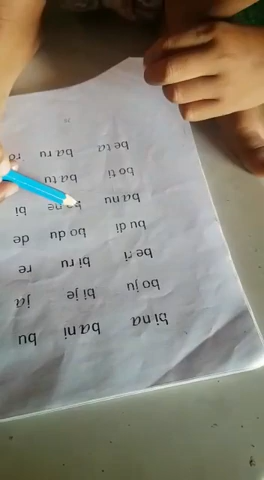 bi na ba ni bu
bo ju bi je ja
be ri bi ru re
bu di bo du de
ba nu ne bi
bo ti ba tu
be ta ba ru